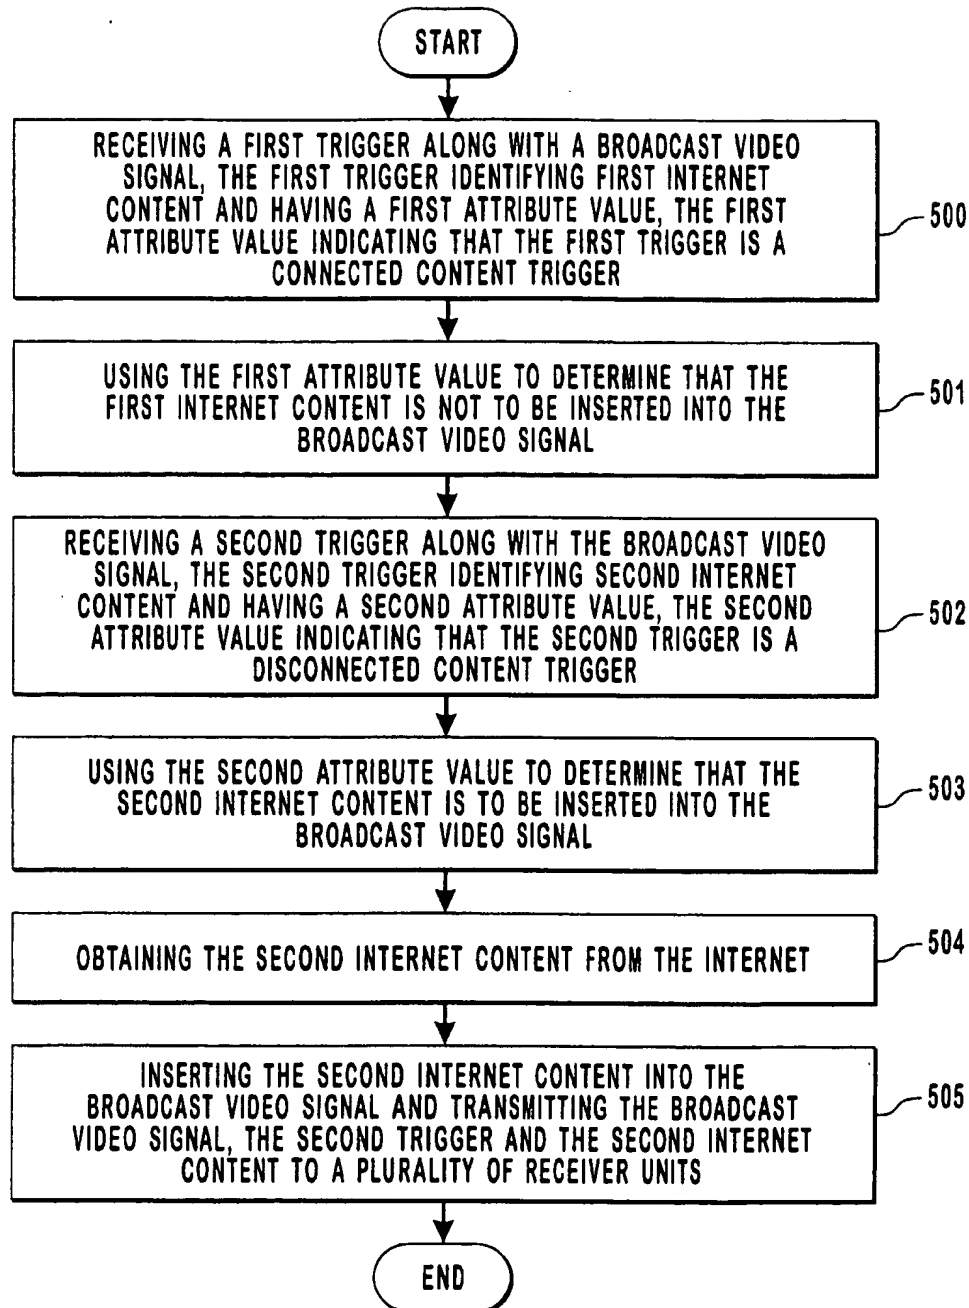 START
RECEIVING A FIRST TRIGGER ALONG WITH A BROADCAST VIDEO
SIGNAL, THE FIRST TRIGGER IDENTIFYING FIRST INTERNET
CONTENT AND HAVING A FIRST ATTRIBUTE VALUE, THE FIRST
ATTRIBUTE VALUE INDICATING THAT THE FIRST TRIGGER IS A
CONNECTED CONTENT TRIGGER
500
USING THE FIRST ATTRIBUTE VALUE TO DETERMINE THAT THE
FIRST INTERNET CONTENT IS NOT TO BE INSERTED INTO THE
BROADCAST VIDEO SIGNAL
501
RECEIVING A SECOND TRIGGER ALONG WITH THE BROADCAST VIDEO
SIGNAL, THE SECOND TRIGGER IDENTIFYING SECOND INTERNET
CONTENT AND HAVING A SECOND ATTRIBUTE VALUE, THE SECOND
ATTRIBUTE VALUE INDICATING THAT THE SECOND TRIGGER IS A
DISCONNECTED CONTENT TRIGGER
502
USING THE SECOND ATTRIBUTE VALUE TO DETERMINE THAT THE
SECOND INTERNET CONTENT IS TO BE INSERTED INTO THE
BROADCAST VIDEO SIGNAL
503
OBTAINING THE SECOND INTERNET CONTENT FROM THE INTERNET
504
INSERTING THE SECOND INTERNET CONTENT INTO THE
BROADCAST VIDEO SIGNAL AND TRANSMITTING THE BROADCAST
VIDEO SIGNAL, THE SECOND TRIGGER AND THE SECOND INTERNET
CONTENT TO A PLURALITY OF RECEIVER UNITS
505
END